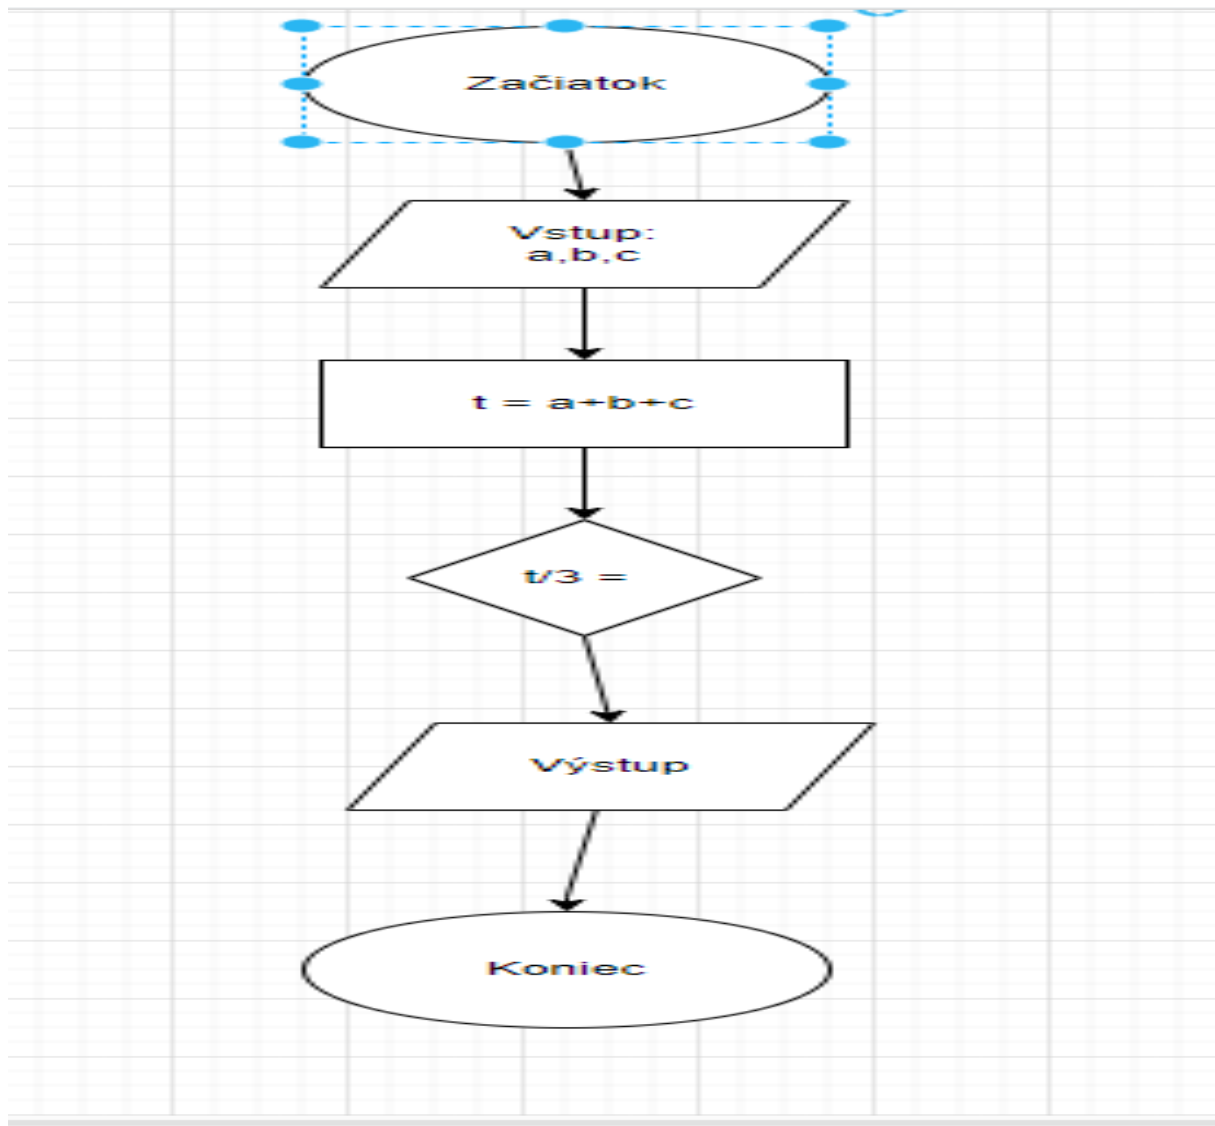 Začiatok
Vstup:
a,b,c
t = a+b+c
t/3 =
Výstup
Koniec